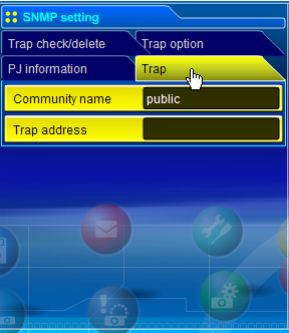 SNMP setting
Trap check/delete Trap option
PJ information Trap
Community name public
Trap address